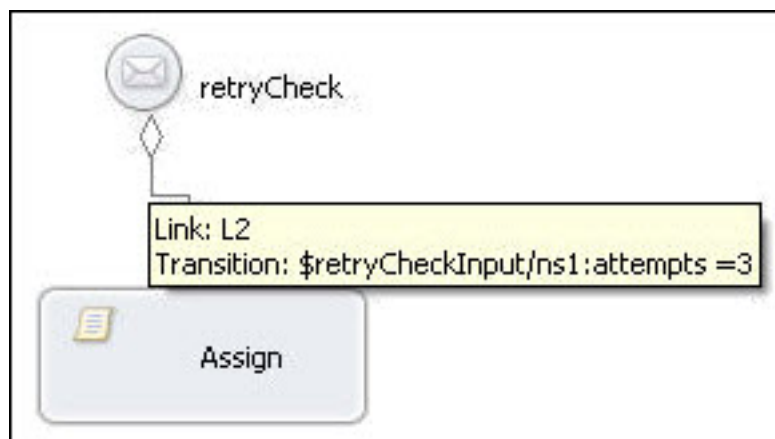 retryCheck
Link: L2
Transition: $retryCheckInput/ns1:attempts =3
Assign